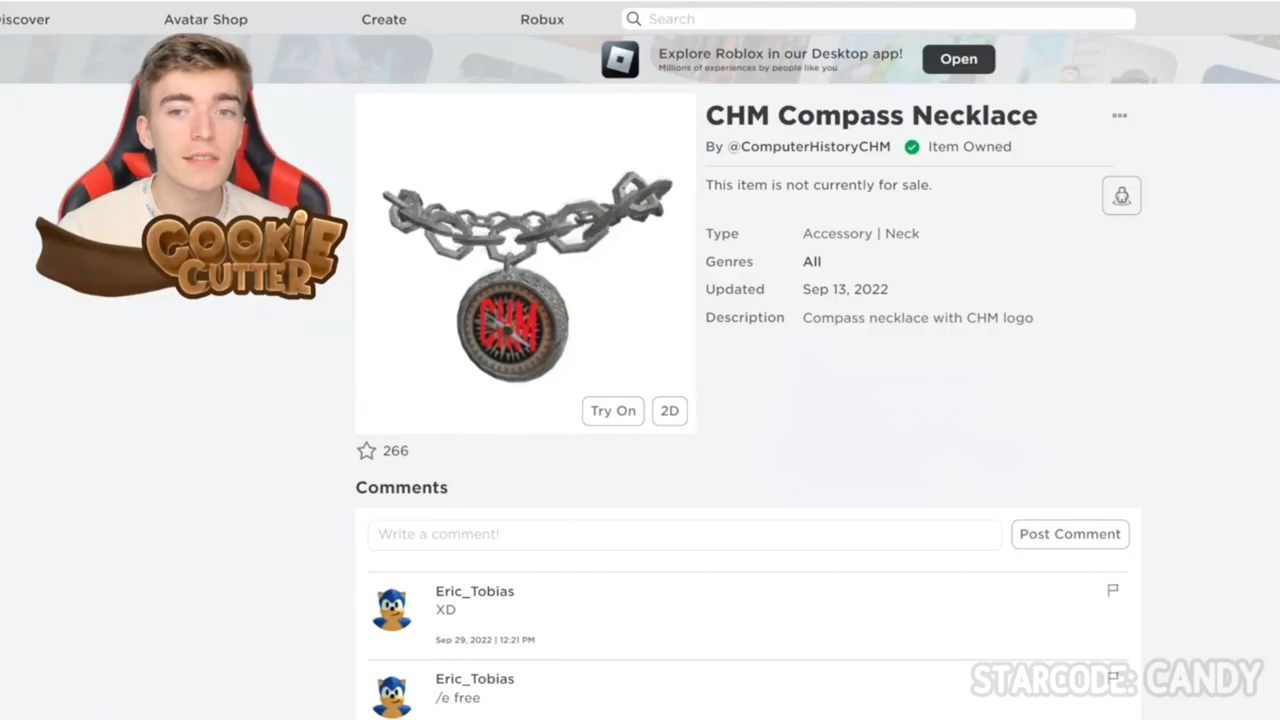 iscover
Avatar Shop
Create
Robux
Search
Explore Roblox in our Desktop app!
Millions of experiences by people like you
Open
COOKIE
CUTTER
CHM
Try On
2D
266
CHM Compass Necklace
By @ComputerHistoryCHM
Item Owned
This item is not currently for sale.
Type Accessory | Neck
Genres All
Updated Sep 13, 2022
Description Compass necklace with CHM logo
Comments
Write a comment!
Post Comment
Eric_Tobias
XD
Sep 29, 2022 | 12:21 PM
Eric_Tobias
/e free
STARCODE: CANDY